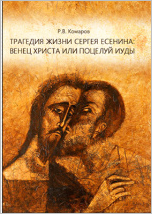 Р.В. Комаров
ТРАГЕДИЯ ЖИЗНИ СЕРГЕЯ ЕСЕНИНА:
ВЕНЕЦ ХРИСТА ИЛИ ПОЦЕЛУЙ ИУДЫ